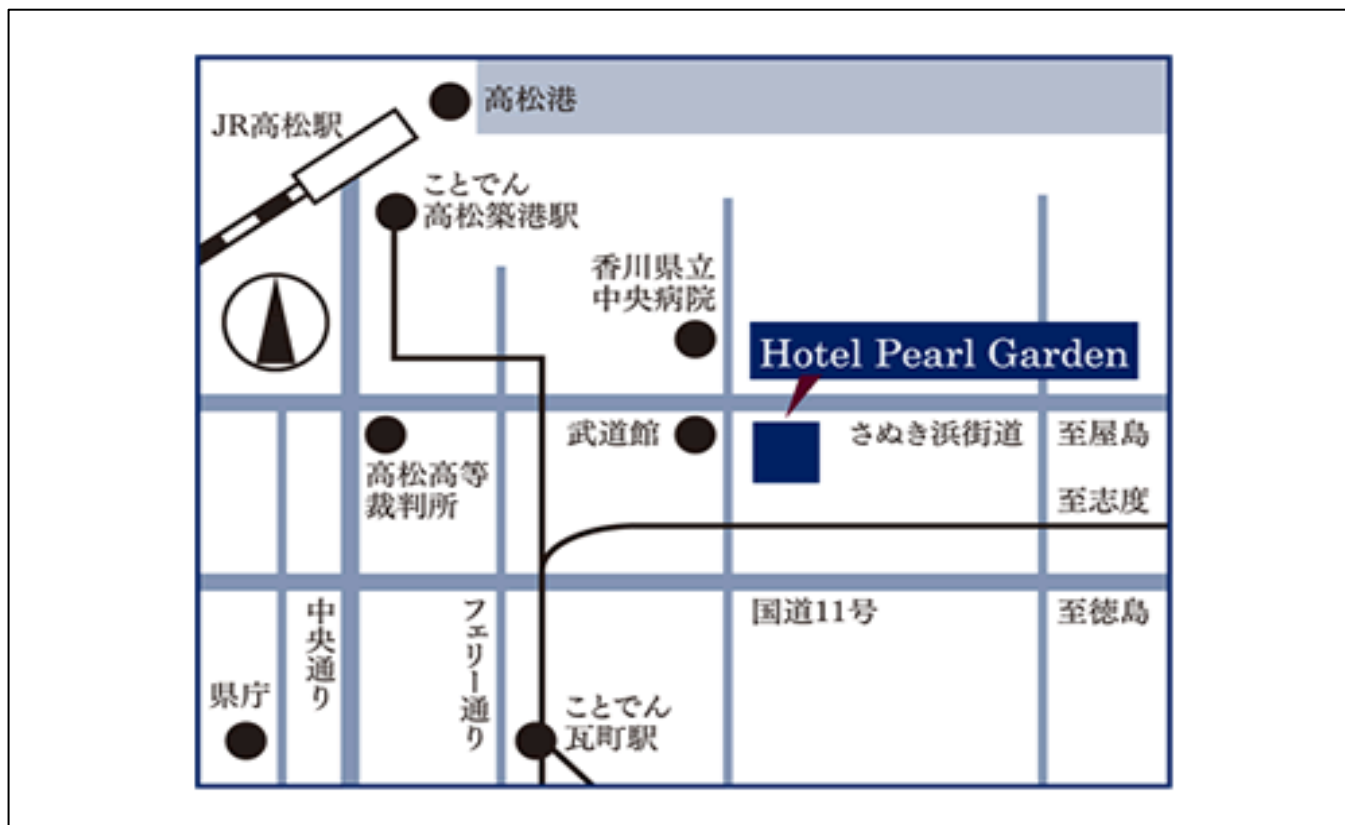 高松港
JR高松駅
ことでん
高松築港駅
香川県立
中央病院
Hotel Pearl Garden
武道館
さぬき浜街道
至屋島
高松高等
裁判所
至志度
国道11号
至徳島
中央通り
フェリー通り
県庁
ことでん
瓦町駅